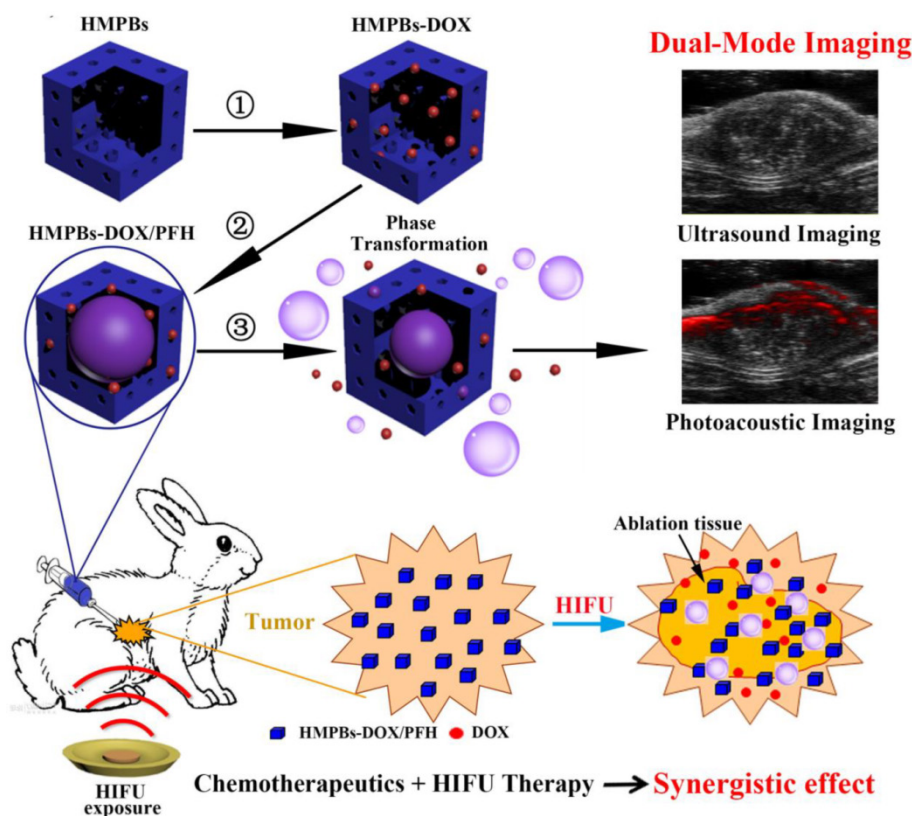 HMPBs
HMPBs-DOX
Dual-Mode Imaging
①
②
HMPBs-DOX/PFH
Phase
Transformation
Ultrasound Imaging
③
Photoacoustic Imaging
Ablation tissue
Tumor
HIFU
HMPBs-DOX/PFH
DOX
HIFU
exposure
Chemotherapeutics + HIFU Therapy → Synergistic effect